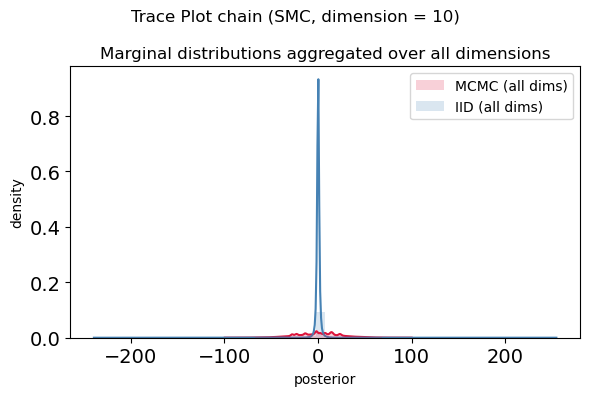 Trace Plot chain (SMC, dimension = 10)
Marginal distributions aggregated over all dimensions
MCMC (all dims)
IID (all dims)
density
0.8
0.6
0.4
0.2
0.0
−200
−100
0
100
200
posterior